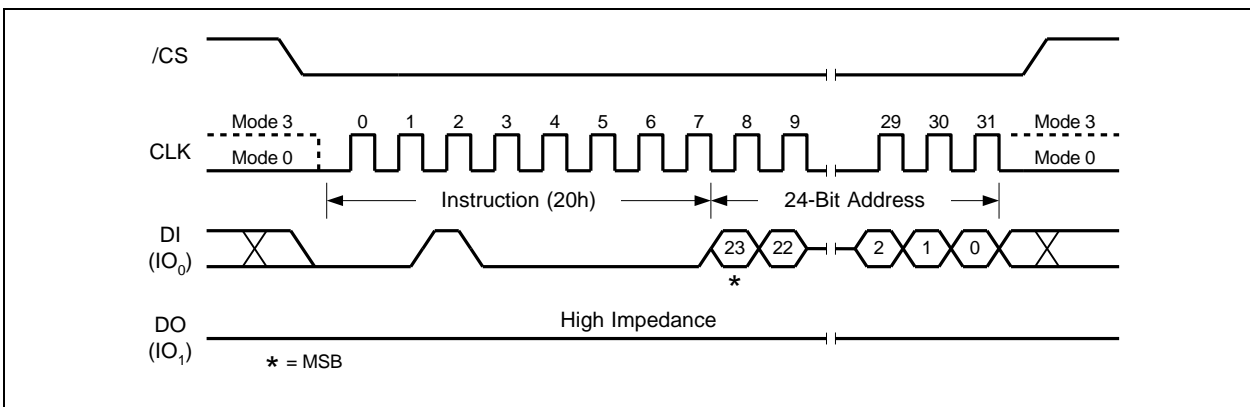 /CS
Mode 3 0 1 2 3 4 5 6 7 8 9 29 30 31 Mode 3
CLK
Mode 0 Mode 0
Instruction (20h) 24-Bit Address
DI
(IO0) 23 22 2 1 0
*
DO High Impedance
(IO1)
* = MSB